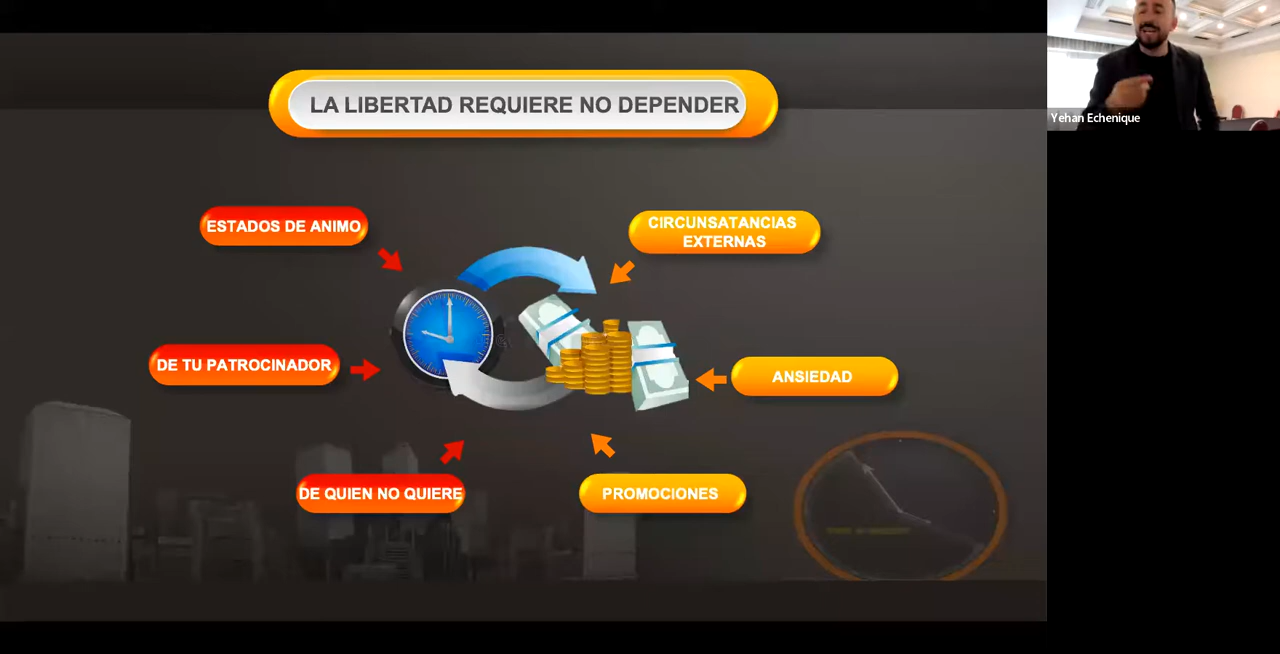 LA LIBERTAD REQUIERE NO DEPENDER
Yehan Echenique
ESTADOS DE ANIMO
CIRCUNSATANCIAS
EXTERNAS
DE TU PATROCINADOR
ANSIEDAD
DE QUIEN NO QUIERE
PROMOCIONES